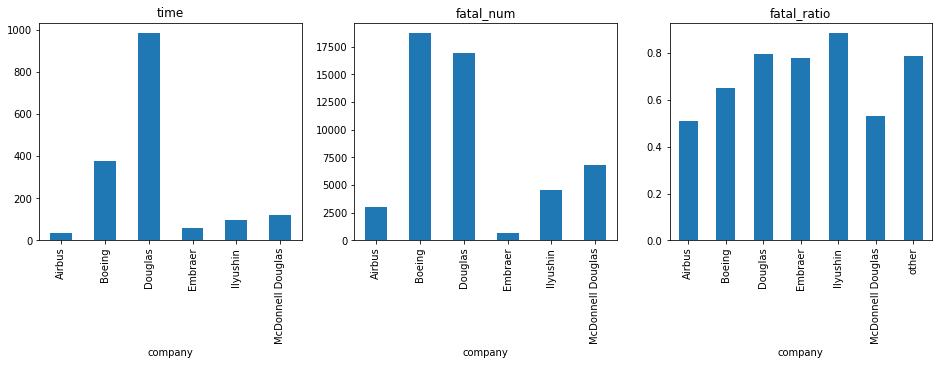 time
1000
800
600
400
200
0
Airbus
Boeing
Douglas
Embraer
Ilyushin
McDonnell Douglas
company
fatal_num
17500
15000
12500
10000
7500
5000
2500
0
Airbus
Boeing
Douglas
Embraer
Ilyushin
McDonnell Douglas
company
fatal_ratio
0.8
0.6
0.4
0.2
0.0
Airbus
Boeing
Douglas
Embraer
Ilyushin
McDonnell Douglas
other
company